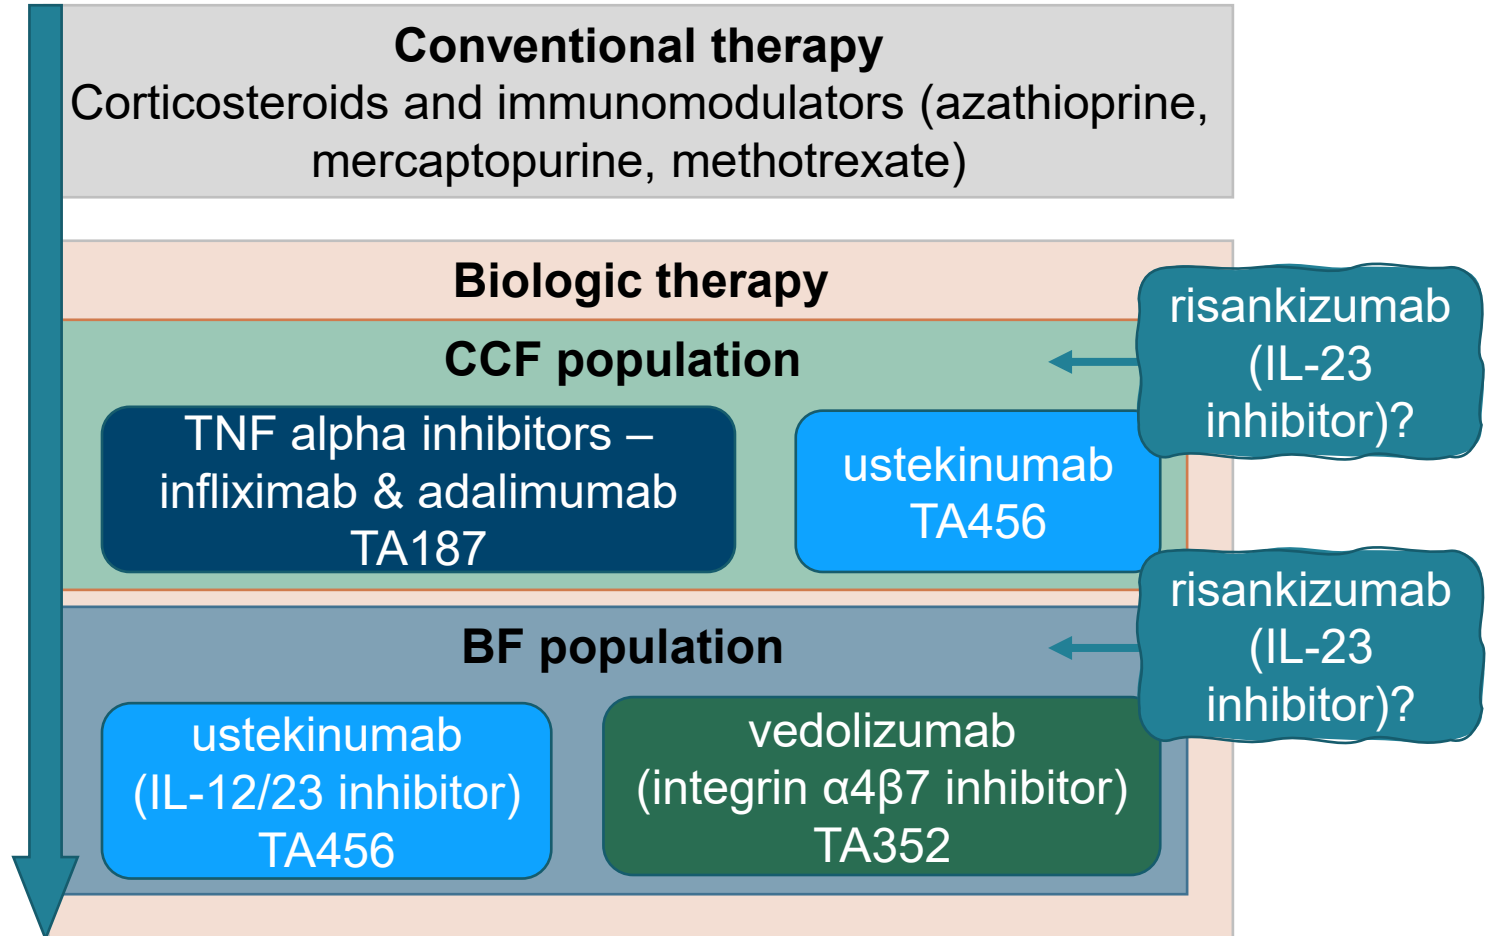 Conventional therapy
Corticosteroids and immunomodulators (azathioprine,
mercaptopurine, methotrexate)
Biologic therapy
CCF population
TNF alpha inhibitors –
infliximab & adalimumab
TA187
ustekinumab
TA456
risankizumab
(IL-23
inhibitor)?
BF population
ustekinumab
(IL-12/23 inhibitor)
TA456
vedolizumab
(integrin α4β7 inhibitor)
TA352
risankizumab
(IL-23
inhibitor)?